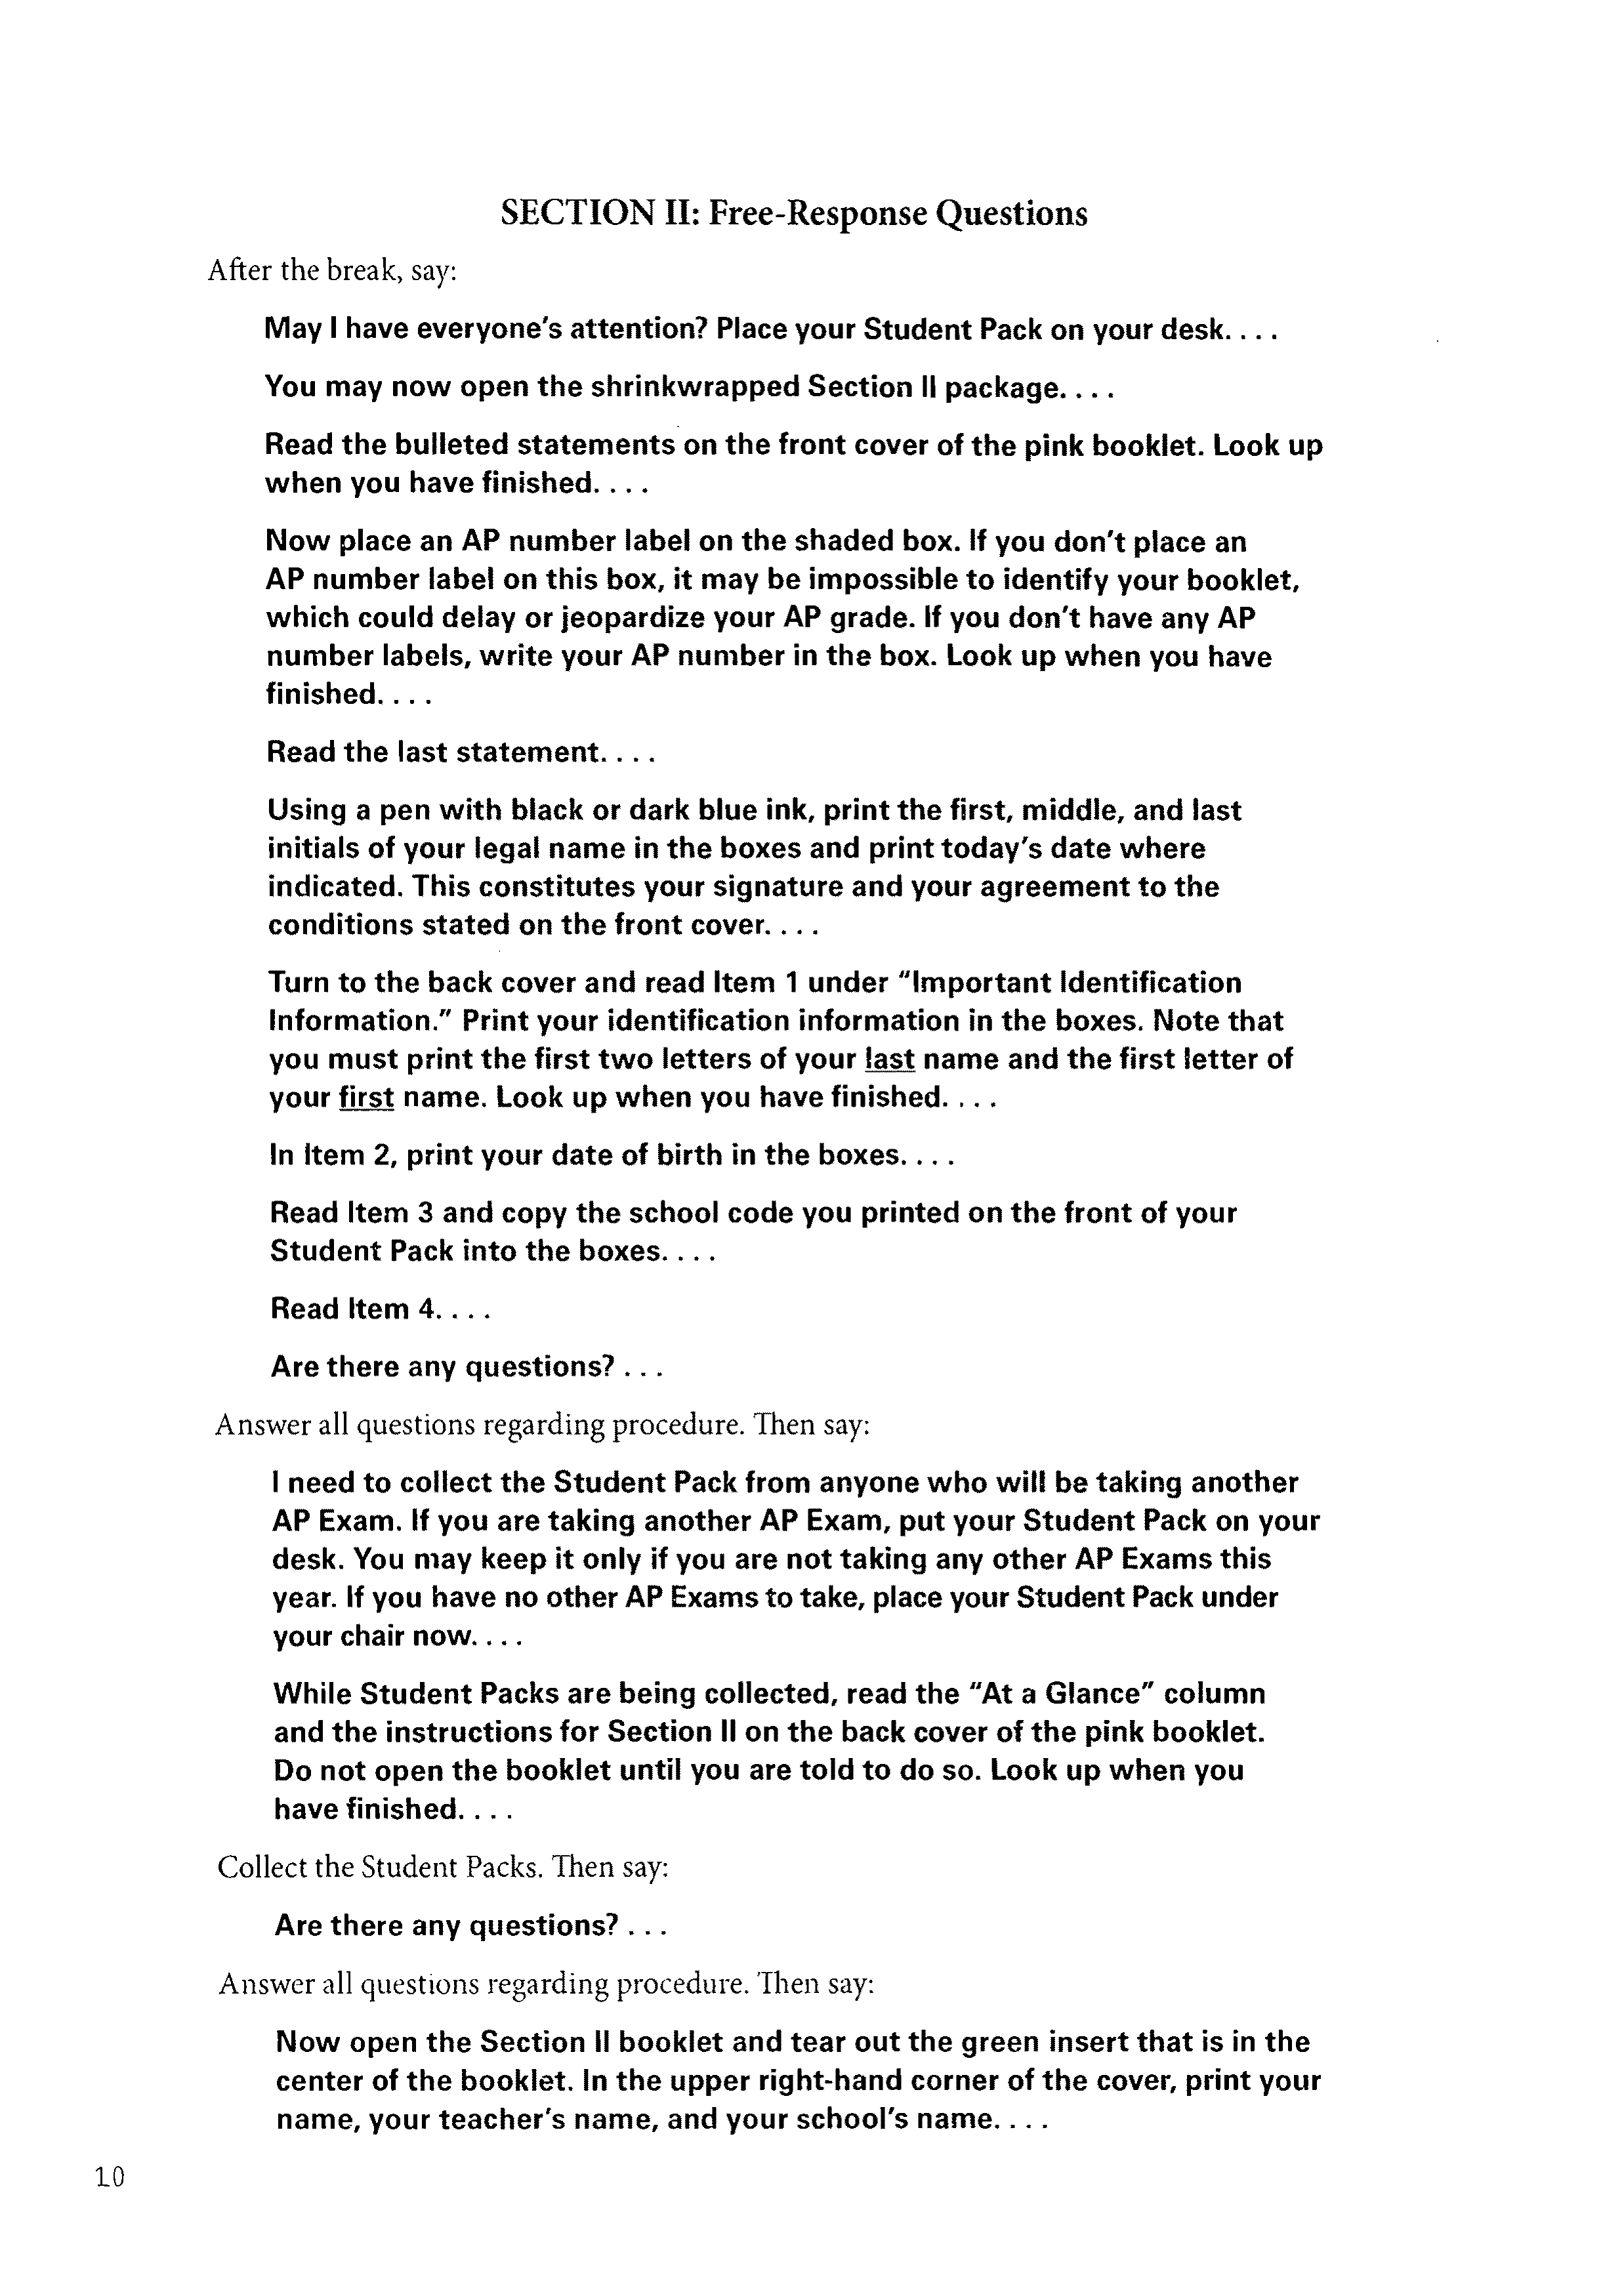 SECTION II: Free-Response Questions
After the break, say:
May I have everyone's attention? Place your Student Pack on your desk. . . .
You may now open the shrinkwrapped Section II package. . . .
Read the bulleted statements on the front cover of the pink booklet. Look up
when you have finished. . . .
Now place an AP number label on the shaded box. If you don't place an
AP number label on this box, it may be impossible to identify your booklet,
which could delay or jeopardize your AP grade. If you don't have any AP
number labels, write your AP number in the box. Look up when you have
finished. . . .
Read the last statement. . . .
Using a pen with black or dark blue ink, print the first, middle, and last
initials of your legal name in the boxes and print today's date where
indicated. This constitutes your signature and your agreement to the
conditions stated on the front cover. . . .
Turn to the back cover and read Item 1 under "Important Identification
Information." Print your identification information in the boxes. Note that
you must print the first two letters of your last name and the first letter of
your first name. Look up when you have finished. . . .
In Item 2, print your date of birth in the boxes. . . .
Read Item 3 and copy the school code you printed on the front of your
Student Pack into the boxes. . . .
Read Item 4. . . .
Are there any questions? . . .
Answer all questions regarding procedure. Then say:
I need to collect the Student Pack from anyone who will be taking another
AP Exam. If you are taking another AP Exam, put your Student Pack on your
desk. You may keep it only if you are not taking any other AP Exams this
year. If you have no other AP Exams to take, place your Student Pack under
your chair now. . . .
While Student Packs are being collected, read the "At a Glance" column
and the instructions for Section II on the back cover of the pink booklet.
Do not open the booklet until you are told to do so. Look up when you
have finished. . . .
Collect the Student Packs. Then say:
Are there any questions? . . .
Answer all questions regarding procedure. Then say:
Now open the Section II booklet and tear out the green insert that is in the
center of the booklet. In the upper right-hand corner of the cover, print your
name, your teacher's name, and your school's name. . . .
10